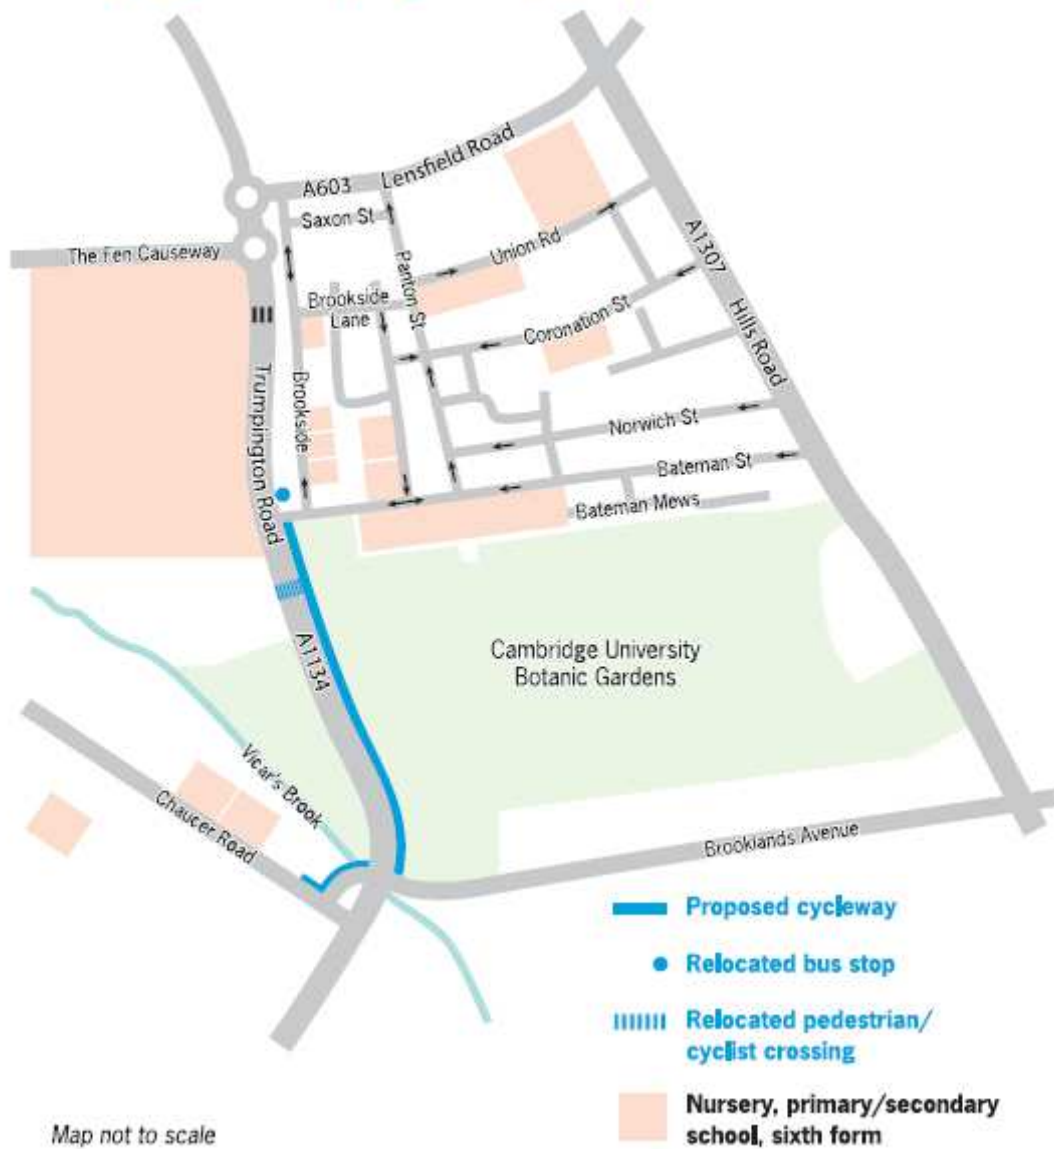 A603
Lensfield Road
Saxon St
The Fen Causeway
Union Rd
A1307
Panton St
Brookside
Lane
Coronation St
Hills Road
Trumpington Road
Brookside
Norwich St
Bateman St
Bateman Mews
A1134
Cambridge University
Botanic Gardens
Vicar's Brook
Chaucer Road
Brooklands Avenue
Proposed cycleway
Relocated bus stop
Relocated pedestrian/
cyclist crossing
Nursery, primary/secondary
school, sixth form
Map not to scale